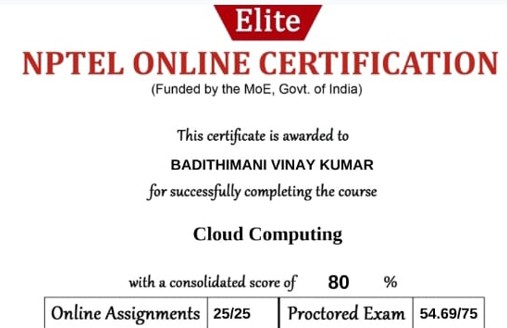 Elite
NPTEL ONLINE CERTIFICATION
(Funded by the MoE, Govt. of India)
This certificate is awarded to
BADITHIMANI VINAY KUMAR
for successfully completing the course
Cloud Computing
with a consolidated score of 80 %
Online Assignments 25/25 Proctored Exam 54.69/75